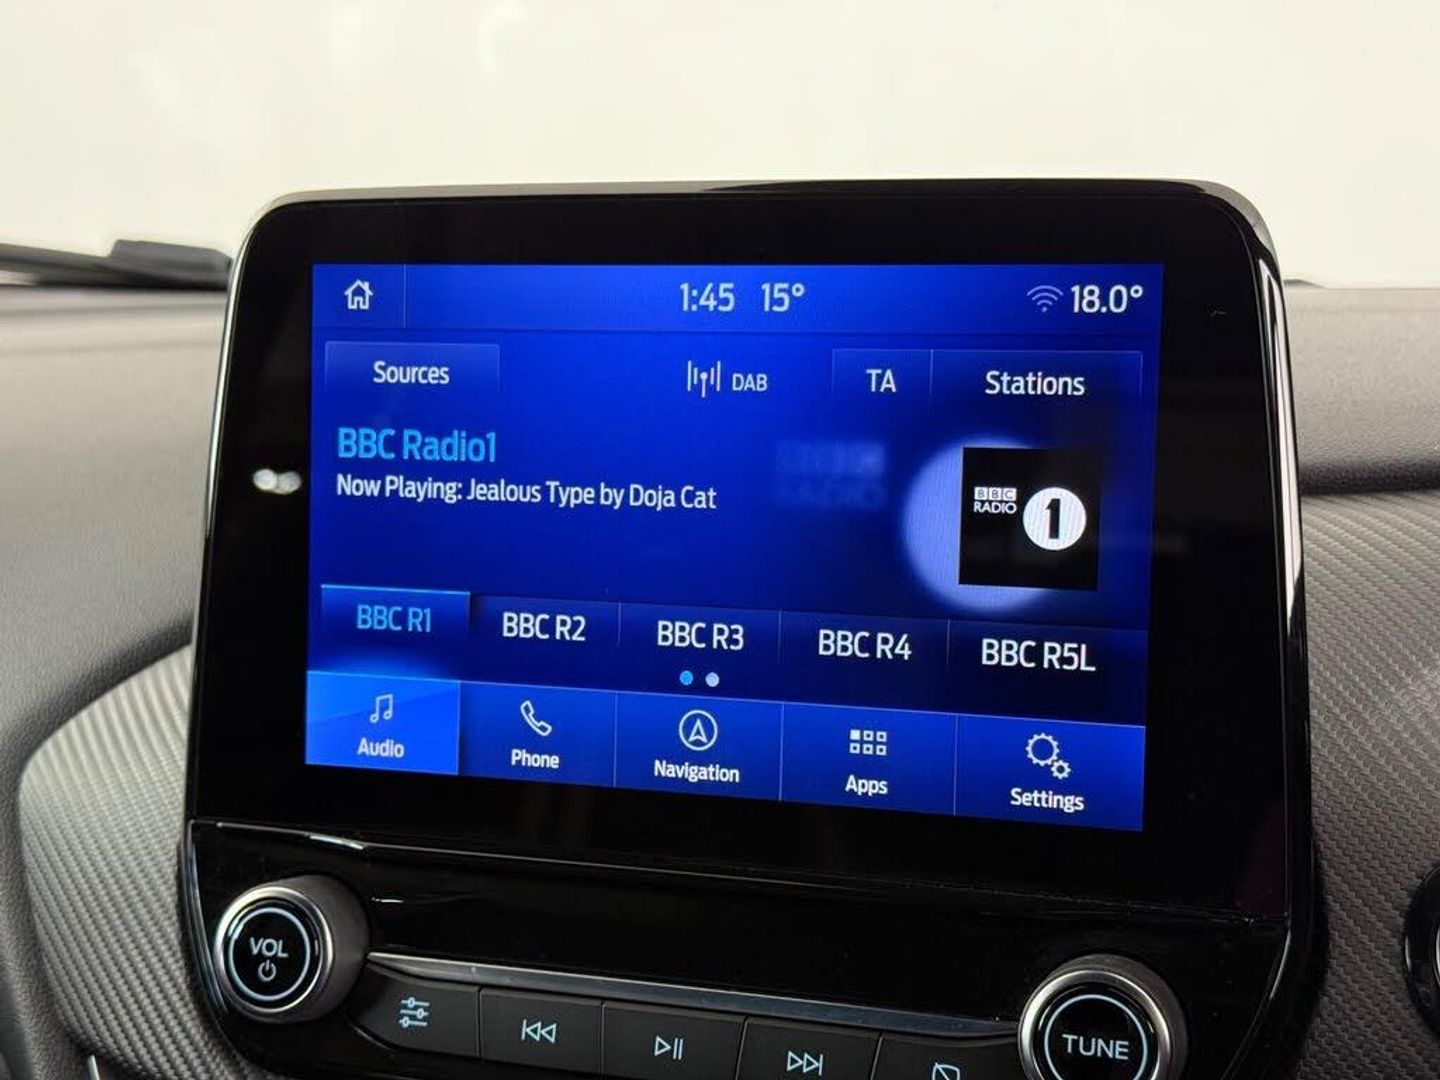 1:45 15° 18.0°
Sources DAB TA Stations
BBC Radio1
Now Playing: Jealous Type by Doja Cat
BBC
RADIO 1
BBC R1 BBC R2 BBC R3 BBC R4 BBC R5L
Audio Phone Navigation Apps Settings
VOL
TUNE